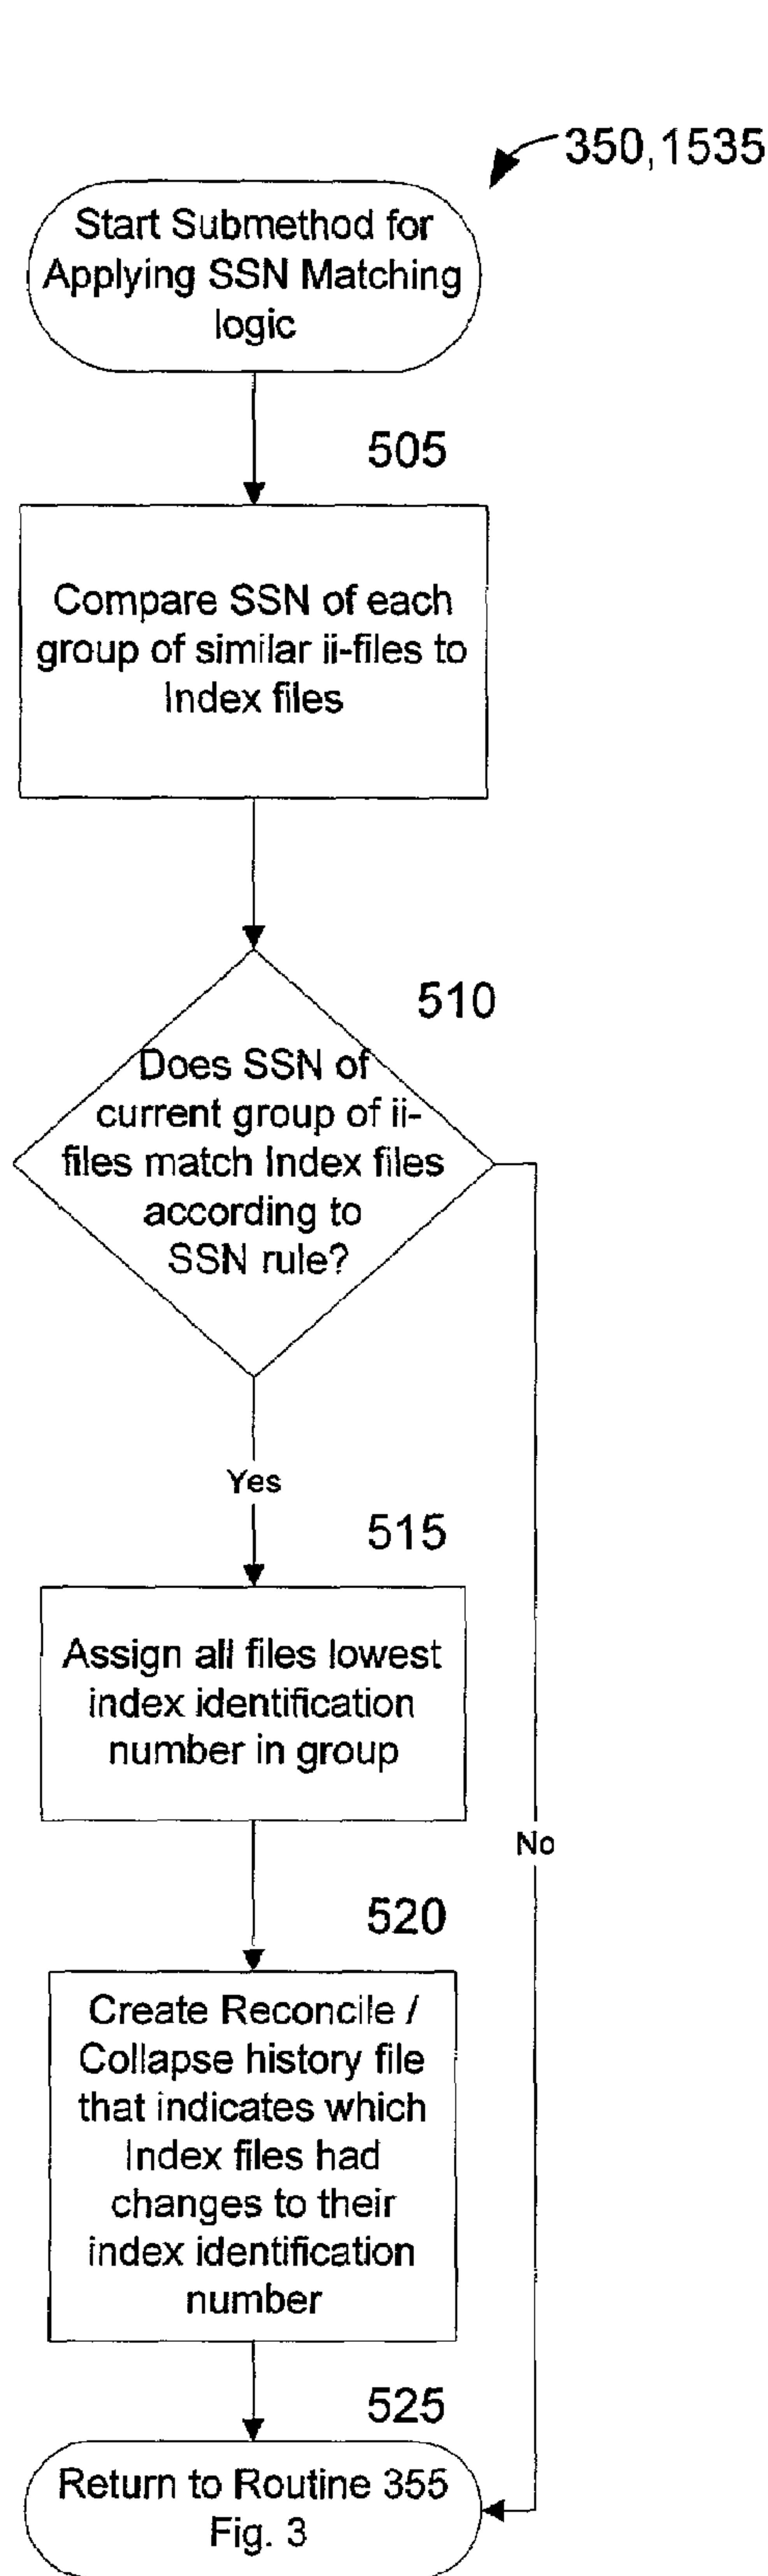 350,1535
Start Submethod for
Applying SSN Matching
logic
505
Compare SSN of each
group of similar ii-files to
Index files
510
Does SSN of
current group of ii-
files match Index files
according to
SSN rule?
Yes
515
Assign all files lowest
index identification
number in group
No
520
Create Reconcile /
Collapse history file
that indicates which
Index files had
changes to their
index identification
number
525
Return to Routine 355
Fig. 3